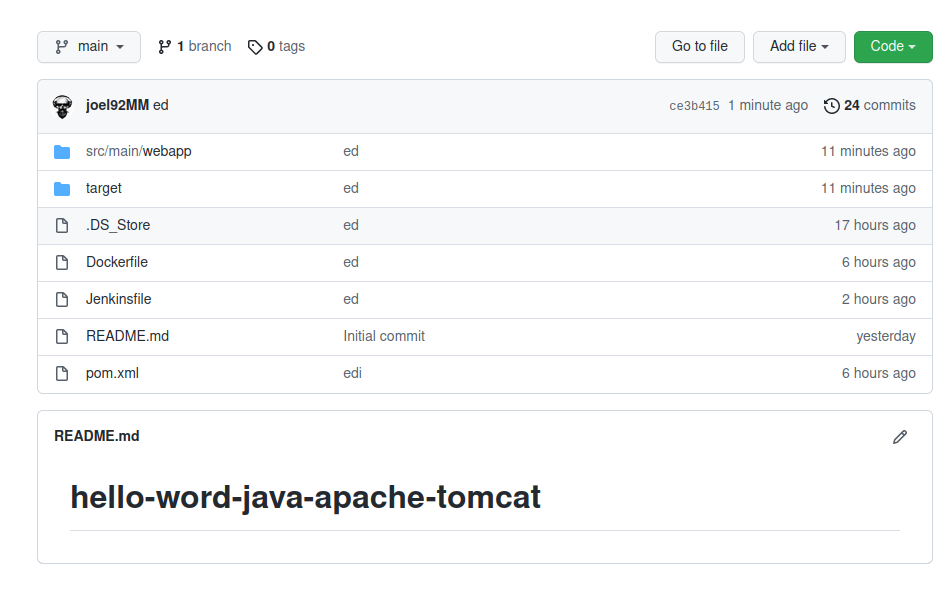 main 1 branch 0 tags Go to file Add file Code
joel92MM ed ce3b415 1 minute ago 24 commits
src/main/webapp ed 11 minutes ago
target ed 11 minutes ago
.DS_Store ed 17 hours ago
Dockerfile ed 6 hours ago
Jenkinsfile ed 2 hours ago
README.md Initial commit yesterday
pom.xml edi 6 hours ago
README.md
hello-word-java-apache-tomcat